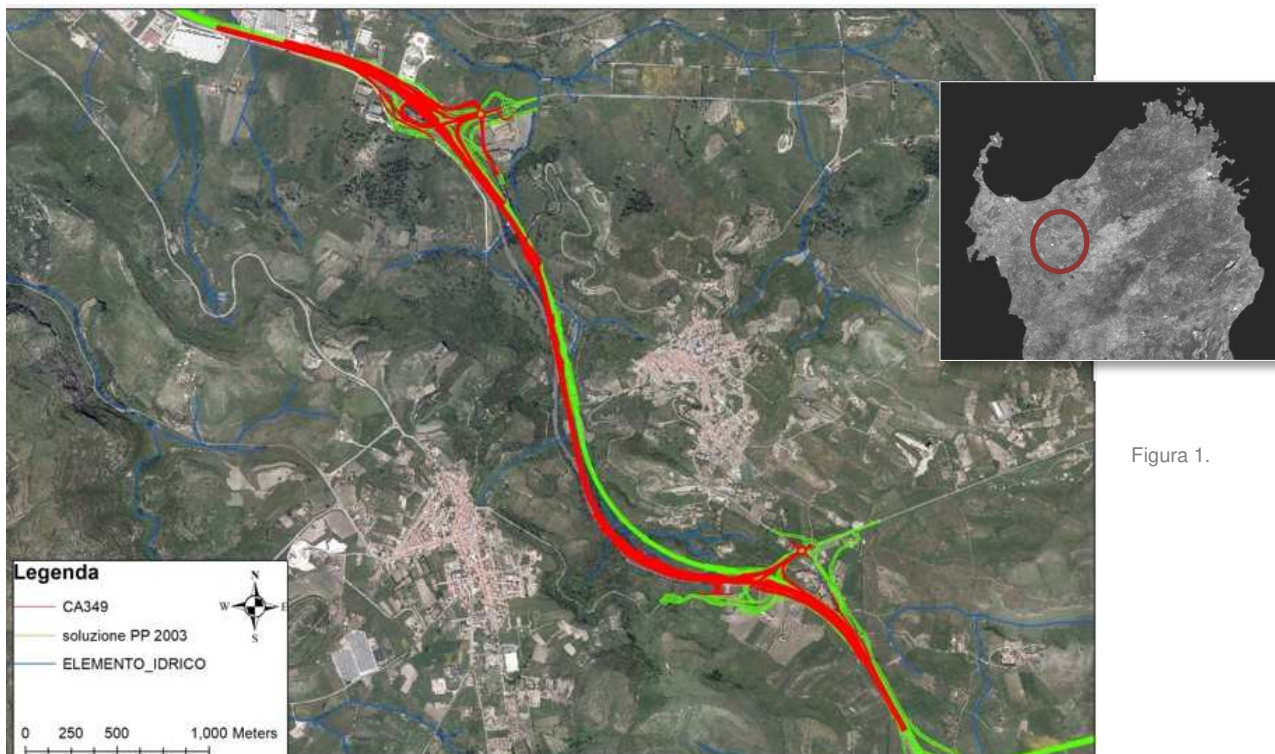 Figura 1.
Legenda
N
W
E
S
CA349
soluzione PP 2003
ELEMENTO_IDRICO
0 250 500 1,000 Meters